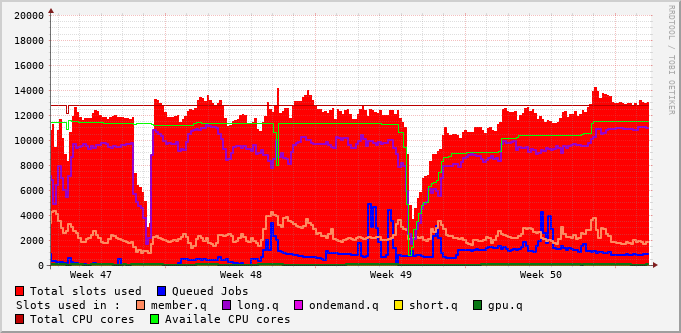 20000
18000
16000
14000
12000
10000
8000
6000
4000
2000
0
Week 47 Week 48 Week 49 Week 50
RRDTOOL / TOBI OETIKER
Total slots used Queued Jobs
Slots used in : member.q long.q ondemand.q short.q gpu.q
Total CPU cores Availale CPU cores